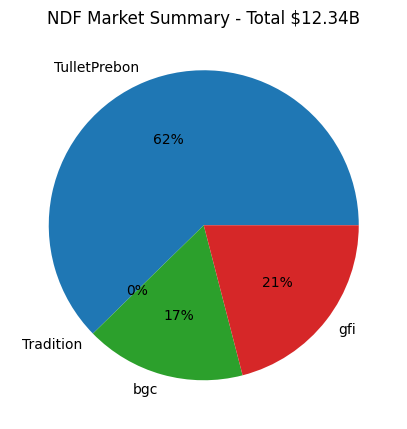 NDF Market Summary - Total $12.34B
TulletPrebon
62%
0%
17%
21%
Tradition
bgc
gfi